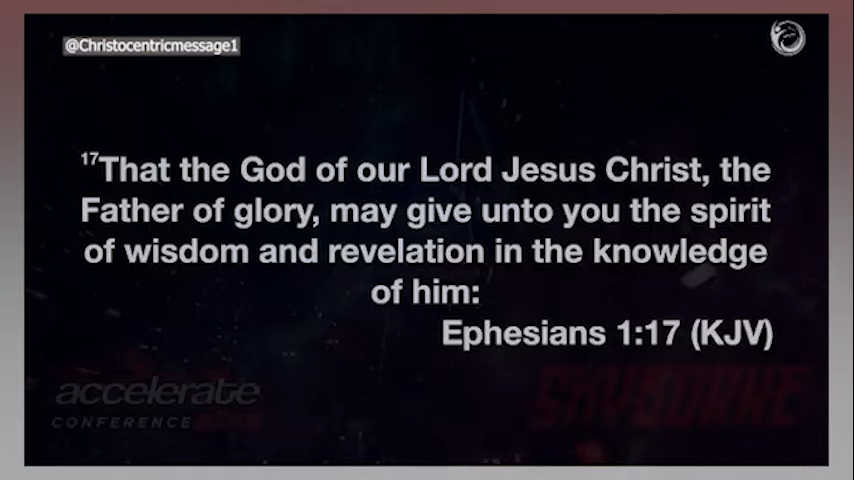 @Christocentricmessage1
17That the God of our Lord Jesus Christ, the
Father of glory, may give unto you the spirit
of wisdom and revelation in the knowledge
of him:
Ephesians 1:17 (KJV)
accelerate
CONFERENCE